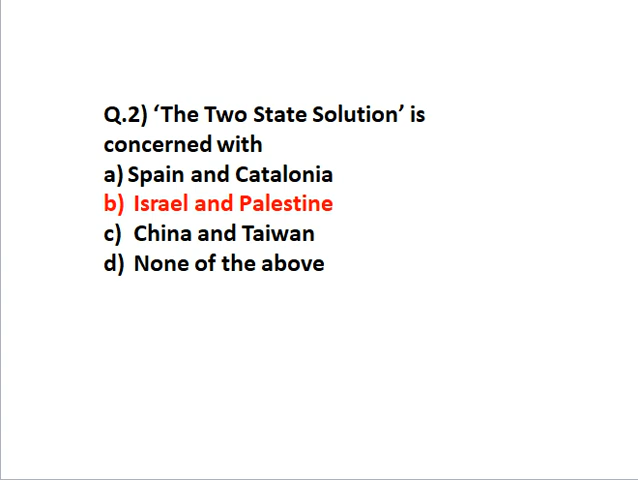 Q.2) ‘The Two State Solution’ is
concerned with
a) Spain and Catalonia
b) Israel and Palestine
c) China and Taiwan
d) None of the above